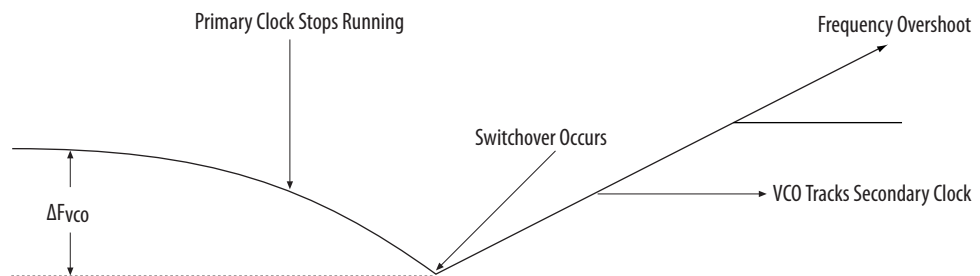 Primary Clock Stops Running
Frequency Overshoot
Switchover Occurs
VCO Tracks Secondary Clock
ΔFvco